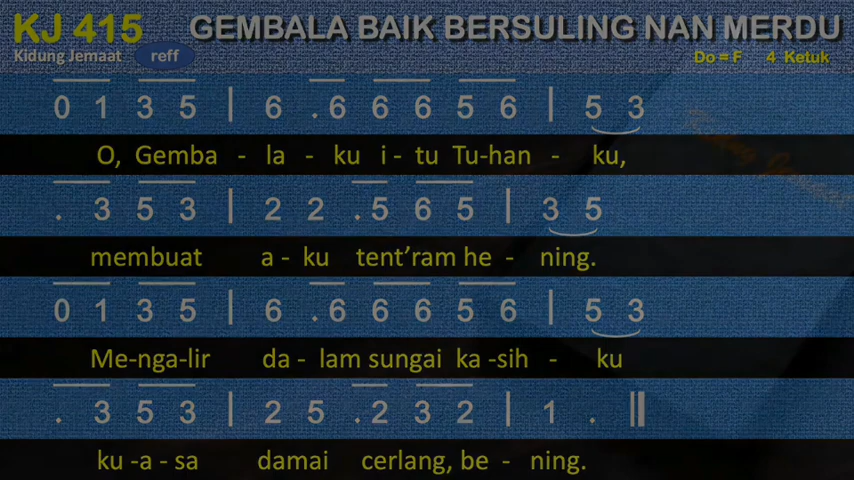 KJ 415 GEMBALA BAIK BERSULING NAN MERDU
Kidung Jemaat reff Do = F 4 Ketuk
0 1 3 5 | 6 . 6 6 6 5 6 | 5 3
O, Gemba - la - ku i - tu Tu-han - ku,
. 3 5 3 | 2 2 . 5 6 5 | 3 5
membuat a - ku tent’ram he - ning.
0 1 3 5 | 6 . 6 6 6 5 6 | 5 3
Me-nga-lir da - lam sungai ka -sih - ku
. 3 5 3 | 2 5 . 2 3 2 | 1 . ||
ku -a - sa damai cerlang, be - ning.